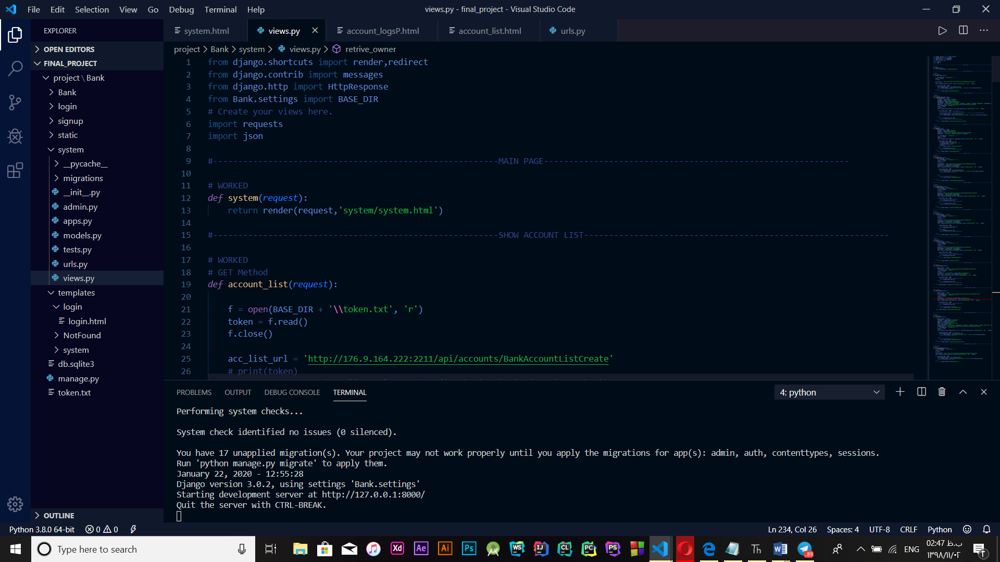 File Edit Selection View Go Debug Terminal Help
views.py - final_project - Visual Studio Code
EXPLORER
OPEN EDITORS
FINAL_PROJECT
project \ Bank
Bank
login
signup
static
system
__pycache__
migrations
__init__.py
admin.py
apps.py
models.py
tests.py
urls.py
views.py
templates
login
login.html
NotFound
system
db.sqlite3
manage.py
token.txt
OUTLINE
system.html views.py account_logsP.html account_list.html urls.py
project > Bank > system > views.py > retrive_owner
1 from django.shortcuts import render,redirect
2 from django.contrib import messages
3 from django.http import HttpResponse
4 from Bank.settings import BASE_DIR
5 # Create your views here.
6 import requests
7 import json
8
9 #---------------------------------------------------------MAIN PAGE-------------------------------------------------------------
10
11 # WORKED
12 def system(request):
13 return render(request,'system/system.html')
14
15 #---------------------------------------------------------SHOW ACCOUNT LIST-------------------------------------------------------------
16
17 # WORKED
18 # GET Method
19 def account_list(request):
20
21 f = open(BASE_DIR + '\\token.txt', 'r')
22 token = f.read()
23 f.close()
24
25 acc_list_url = 'http://176.9.164.222:2211/api/accounts/BankAccountListCreate'
26 # print(token)
PROBLEMS OUTPUT DEBUG CONSOLE TERMINAL
4: python
Performing system checks...
System check identified no issues (0 silenced).
You have 17 unapplied migration(s). Your project may not work properly until you apply the migrations for app(s): admin, auth, contenttypes, sessions.
Run 'python manage.py migrate' to apply them.
January 22, 2020 - 12:55:28
Django version 3.0.2, using settings 'Bank.settings'
Starting development server at http://127.0.0.1:8000/
Quit the server with CTRL-BREAK.
Python 3.8.0 64-bit 0 0
Ln 234, Col 26 Spaces: 4 UTF-8 CRLF Python
Type here to search
Xd Ae Ai Ps WS IJ CL PC PS Th W 89
ENG
02:47 ب.ظ
۱۳۹۸/۱۱/۰۲
۲